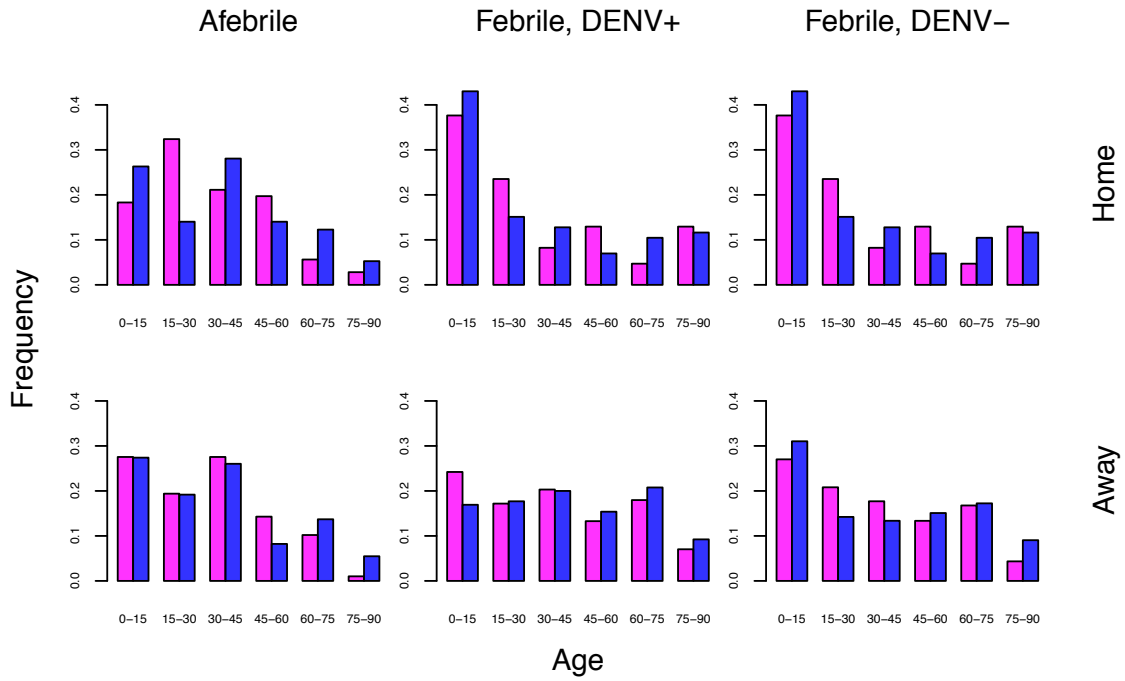 Afebrile Febrile, DENV+ Febrile, DENV−
0.0 0.1 0.2 0.3 0.4 0.0 0.1 0.2 0.3 0.4 0.0 0.1 0.2 0.3 0.4
Home
0−15 15−30 30−45 45−60 60−75 75−90 0−15 15−30 30−45 45−60 60−75 75−90 0−15 15−30 30−45 45−60 60−75 75−90
Frequency
0.0 0.1 0.2 0.3 0.4 0.0 0.1 0.2 0.3 0.4 0.0 0.1 0.2 0.3 0.4
Away
0−15 15−30 30−45 45−60 60−75 75−90 0−15 15−30 30−45 45−60 60−75 75−90 0−15 15−30 30−45 45−60 60−75 75−90
Age